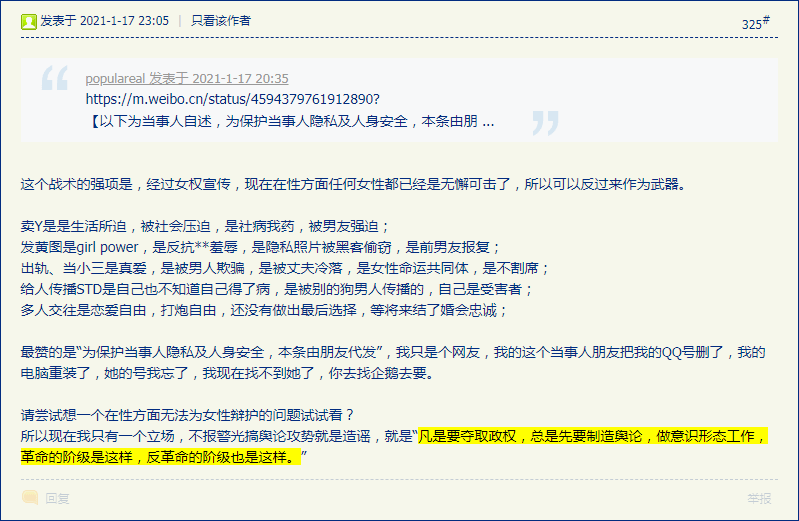 发表于 2021-1-17 23:05 | 只看该作者
325#
populareal 发表于 2021-1-17 20:35
https://m.weibo.cn/status/4594379761912890?
【以下为当事人自述，为保护当事人隐私及人身安全，本条由朋 ...
这个战术的强项是，经过女权宣传，现在在性方面任何女性都已经是无懈可击了，所以可以反过来作为武器。
卖Y是是生活所迫，被社会压迫，是社病我药，被男友强迫；
发黄图是girl power，是反抗**羞辱，是隐私照片被黑客偷窃，是前男友报复；
出轨、当小三是真爱，是被男人欺骗，是被丈夫冷落，是女性命运共同体，是不割席；
给人传播STD是自己也不知道自己得了病，是被别的狗男人传播的，自己是受害者；
多人交往是恋爱自由，打炮自由，还没有做出最后选择，等将来结了婚会忠诚；
最赞的是“为保护当事人隐私及人身安全，本条由朋友代发”，我只是个网友，我的这个当事人朋友把我的QQ号删了，我的
电脑重装了，她的号我忘了，我现在找不到她了，你去找企鹅去要。
请尝试想一个在性方面无法为女性辩护的问题试试看？
所以现在我只有一个立场，不报警光搞舆论攻势就是造谣，就是“凡是要夺取政权，总是先要制造舆论，做意识形态工作，
革命的阶级是这样，反革命的阶级也是这样。”
回复
举报